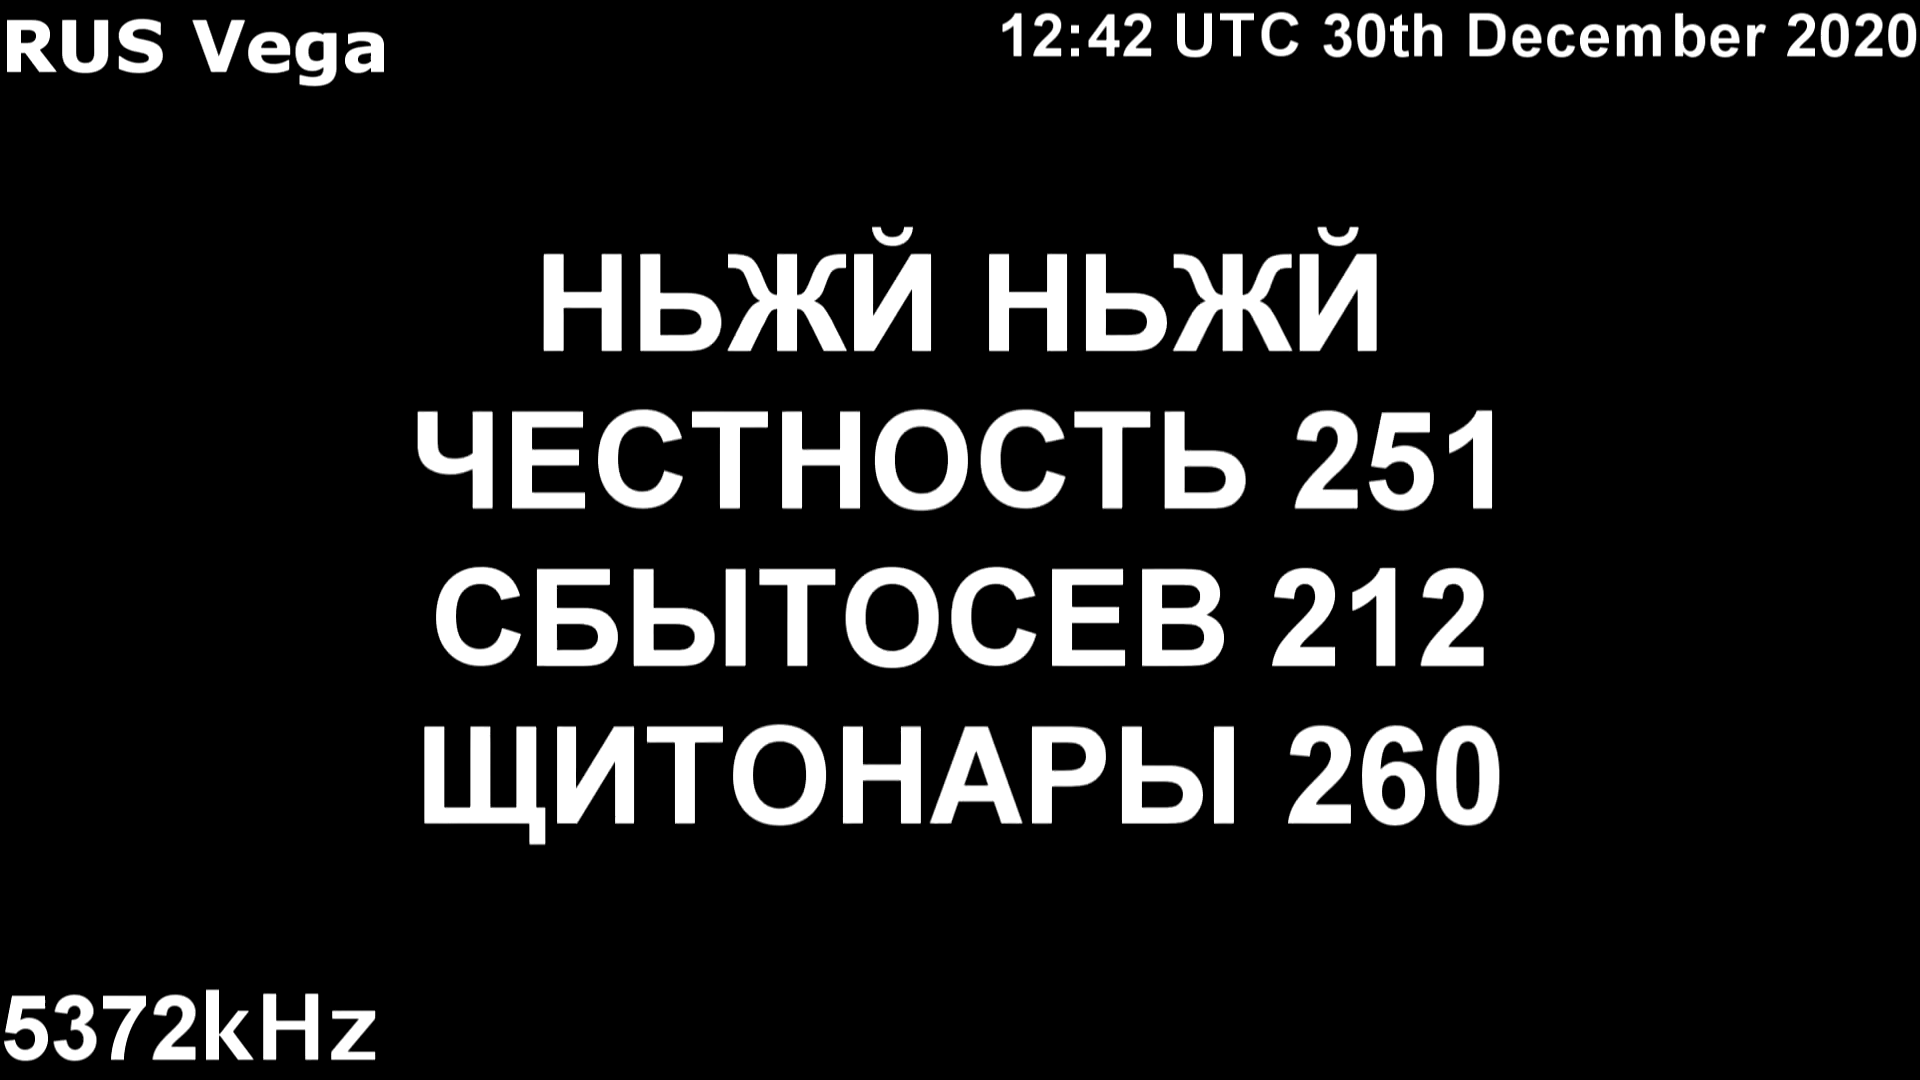 RUS Vega
12:42 UTC 30th December 2020
НЬЖЙ НЬЖЙ
ЧЕСТНОСТЬ 251
СБЫТОСЕВ 212
ЩИТОНАРЫ 260
5372kHz